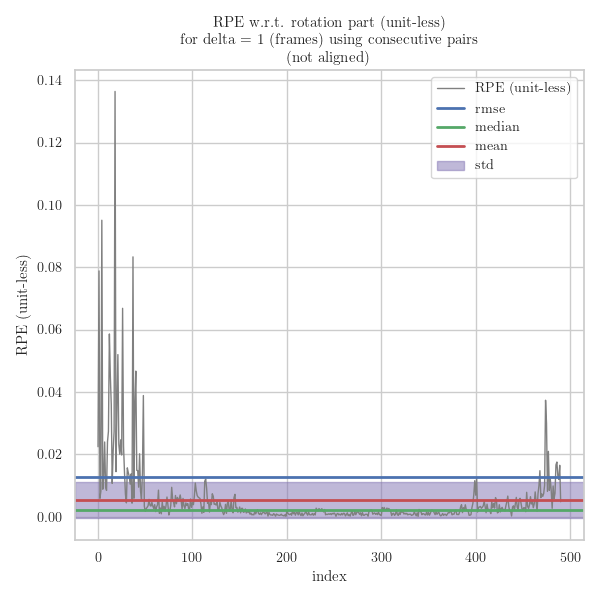 RPE w.r.t. rotation part (unit-less)
for delta = 1 (frames) using consecutive pairs
(not aligned)
RPE (unit-less)
rmse
median
mean
std
0.14
0.12
0.10
0.08
0.06
0.04
0.02
0.00
RPE (unit-less)
0
100
200
300
400
500
index